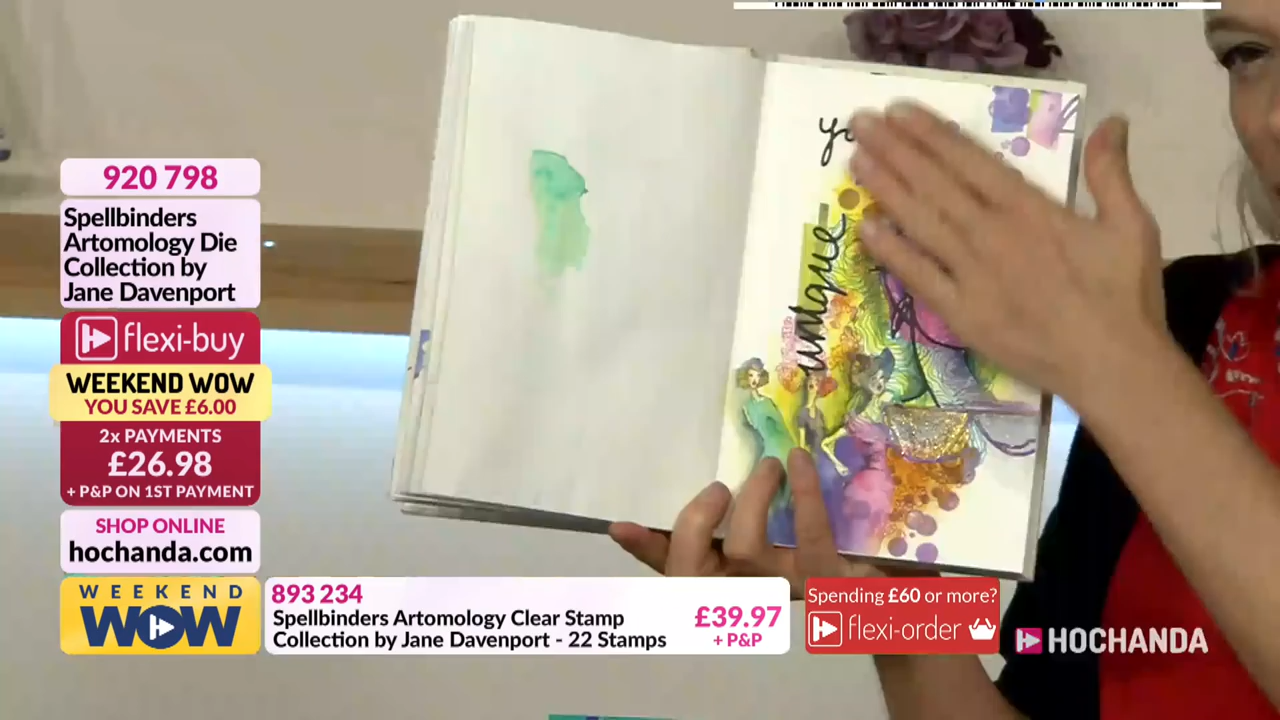 920 798
Spellbinders
Artomology Die
Collection by
Jane Davenport
flexi-buy
WEEKEND WOW
YOU SAVE £6.00
2x PAYMENTS
£26.98
+ P&P ON 1ST PAYMENT
SHOP ONLINE
hochanda.com
WEEKEND
WOW
893 234
Spellbinders Artomology Clear Stamp
Collection by Jane Davenport - 22 Stamps
£39.97
+ P&P
Spending £60 or more?
flexi-order
HOCHANDA
unique